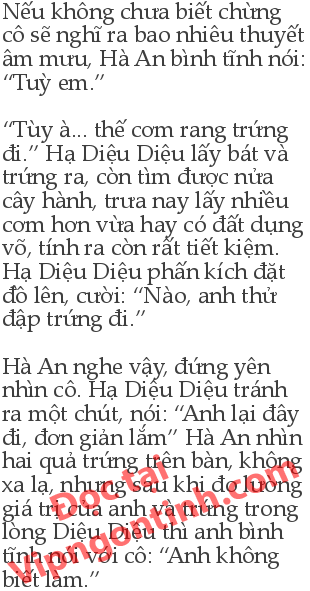 Nếu không chưa biết chừng
cô sẽ nghĩ ra bao nhiêu thuyết
âm mưu, Hà An bình tĩnh nói:
“Tuỳ em.”
“Tùy à... thế cơm rang trứng
đi.” Hạ Diệu Diệu lấy bát và
trứng ra, còn tìm được nửa
cây hành, trưa nay lấy nhiều
cơm hơn vừa hay có đất dụng
võ, tính ra còn rất tiết kiệm.
Hạ Diệu Diệu phấn kích đặt
đồ lên, cười: “Nào, anh thử
đập trứng đi.”
Hà An nghe vậy, đứng yên
nhìn cô. Hạ Diệu Diệu tránh
ra một chút, nói: “Anh lại đây
đi, đơn giản lắm” Hà An nhìn
hai quả trứng trên bàn, không
xa lạ, nhưng sau khi đo lường
giá trị của anh và trứng trong
lòng Diệu Diệu thì anh bình
tĩnh nói với cô: “Anh không
biết làm.”
Đọc tại
Vipngontinh.com